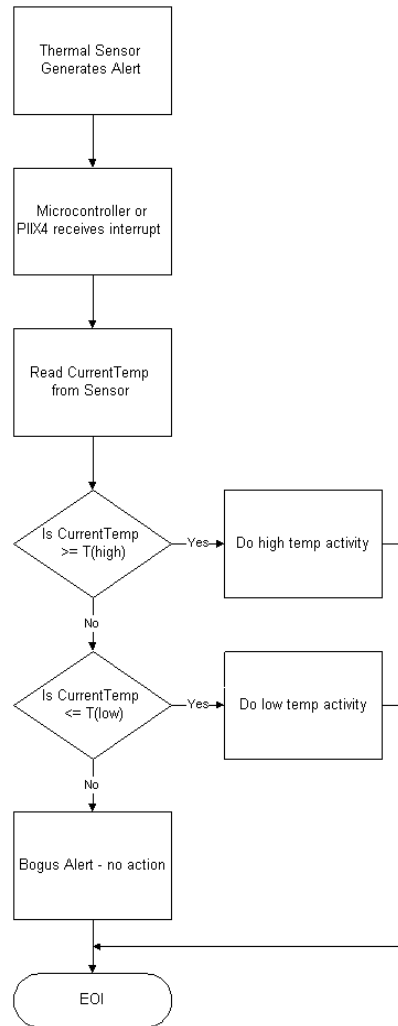 Thermal Sensor
Generates Alert
Microcontroller or
PIIX4 receives interrupt
Read CurrentTemp
from Sensor
Is CurrentTemp
>= T(high)
Yes
Do high temp activity
No
Is CurrentTemp
<= T(low)
Yes
Do low temp activity
No
Bogus Alert - no action
EOI